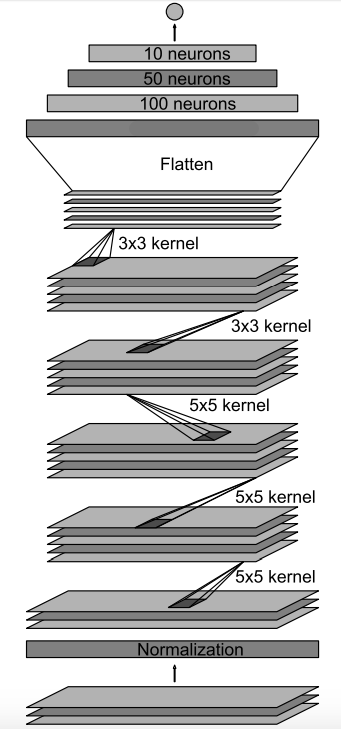 10 neurons
50 neurons
100 neurons
Flatten
3x3 kernel
3x3 kernel
5x5 kernel
5x5 kernel
5x5 kernel
Normalization